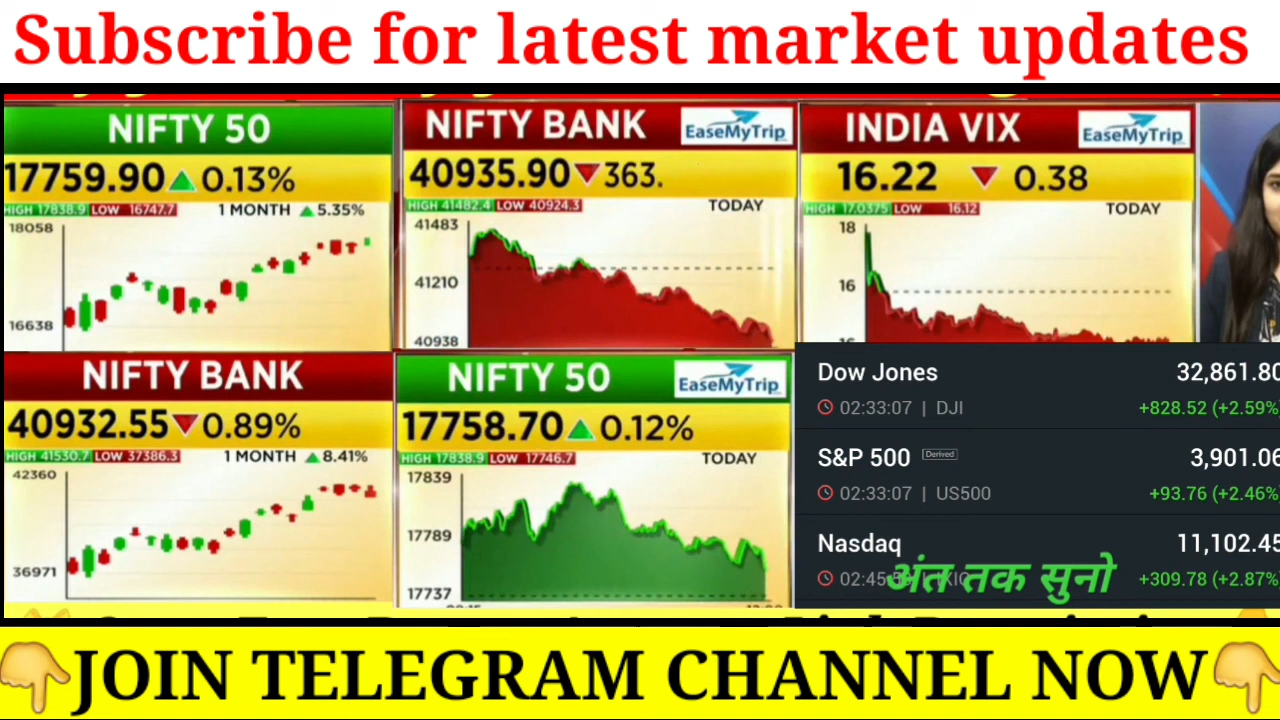 Subscribe for latest market updates
NIFTY 50
17759.90 0.13%
HIGH 17838.9 LOW 16747.7 1 MONTH 5.35%
18058
16638
NIFTY BANK EaseMyTrip
40935.90 363.
HIGH 41482.4 LOW 40924.3 TODAY
41483
41210
40938
INDIA VIX EaseMyTrip
16.22 0.38
HIGH 17.0375 LOW 16.12 TODAY
18
16
NIFTY BANK
40932.55 0.89%
HIGH 41530.7 LOW 37386.3 1 MONTH 8.41%
42360
36971
NIFTY 50 EaseMyTrip
17758.70 0.12%
HIGH 17838.9 LOW 17746.7 TODAY
17839
17789
17737
Dow Jones 32,861.80
02:33:07 | DJI +828.52 (+2.59%)
S&P 500 Derived 3,901.06
02:33:07 | US500 +93.76 (+2.46%)
Nasdaq 11,102.45
+309.78 (+2.87%)
अंत तक सुनो
JOIN TELEGRAM CHANNEL NOW